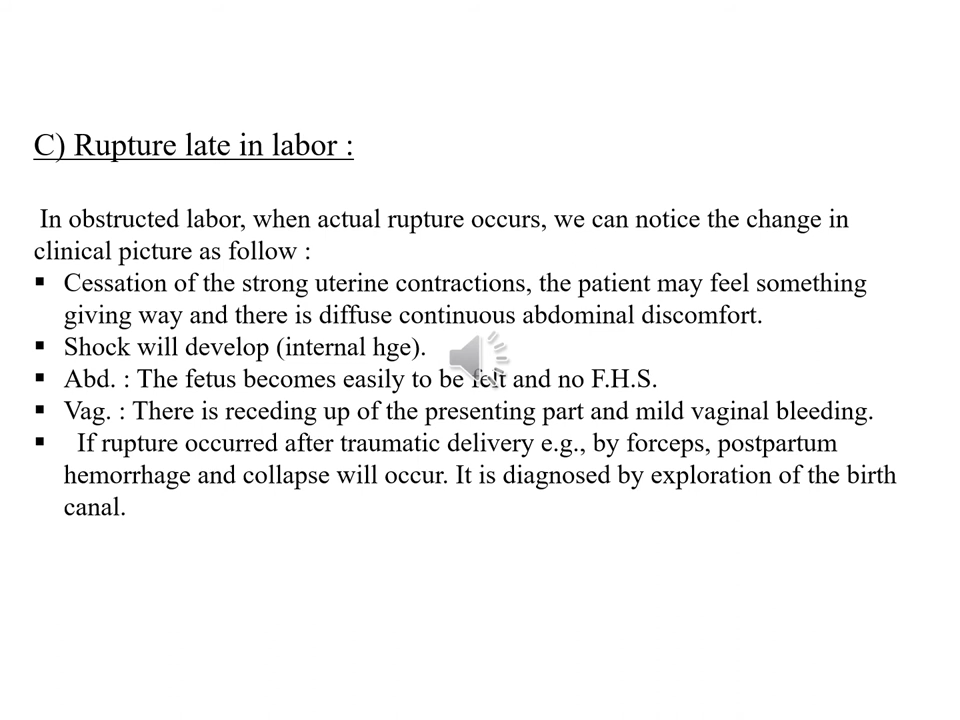 C) Rupture late in labor :
In obstructed labor, when actual rupture occurs, we can notice the change in
clinical picture as follow :
▪ Cessation of the strong uterine contractions, the patient may feel something
giving way and there is diffuse continuous abdominal discomfort.
▪ Shock will develop (internal hge).
▪ Abd. : The fetus becomes easily to be felt and no F.H.S.
▪ Vag. : There is receding up of the presenting part and mild vaginal bleeding.
▪ If rupture occurred after traumatic delivery e.g., by forceps, postpartum
hemorrhage and collapse will occur. It is diagnosed by exploration of the birth
canal.